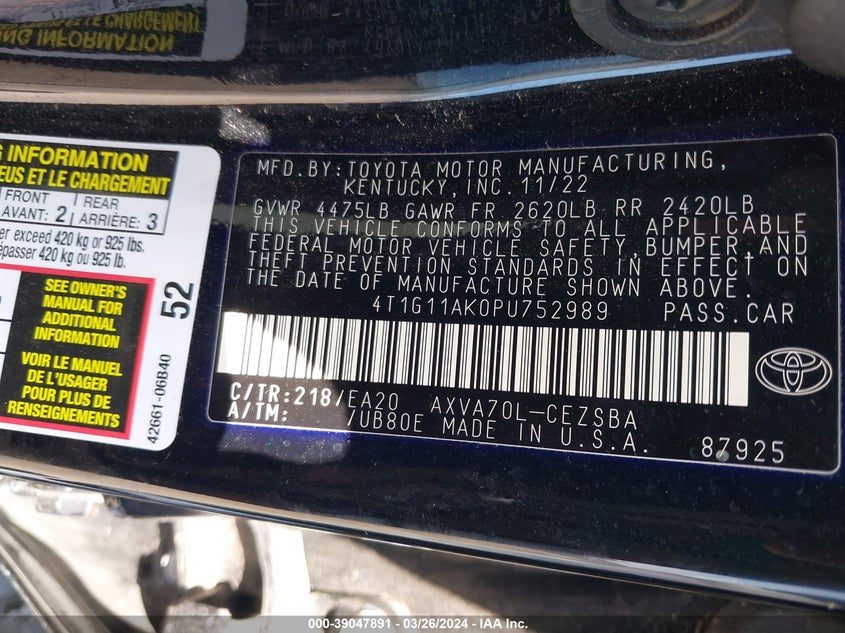 G INFORMATION
EUS ET LE CHARGEMENT
FRONT
AVANT: 2
REAR
ARRIÈRE: 3
er exceed 420 kg or 925 lbs.
épasser 420 kg ou 925 lb.
SEE OWNER'S
MANUAL FOR
ADDITIONAL
INFORMATION
VOIR LE MANUEL
DE L'USAGER
POUR PLUS DE
RENSEIGNEMENTS
52
42661-06B40
MFD.BY:TOYOTA MOTOR MANUFACTURING,
KENTUCKY,INC.11/22
GVWR 4475LB GAWR FR 2620LB RR 2420LB
THIS VEHICLE CONFORMS TO ALL APPLICABLE
FEDERAL MOTOR VEHICLE SAFETY,BUMPER,AND
THEFT PREVENTION STANDARDS IN EFFECT ON
THE DATE OF MANUFACTURE SHOWN ABOVE.
4T1G11AK0PU752989 PASS.CAR
C/TR:218/EA20 AXVA70L-CEZSBA
A/TM: /UB80E MADE IN U.S.A. 87925
000-39047891 - 03/26/2024 - IAA Inc.